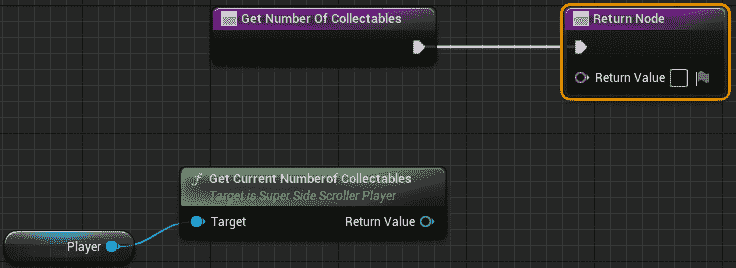 Get Number Of Collectables
Return Node
Return Value
f Get Current Numberof Collectables
Target is Super Side Scroller Player
Target
Return Value
Player